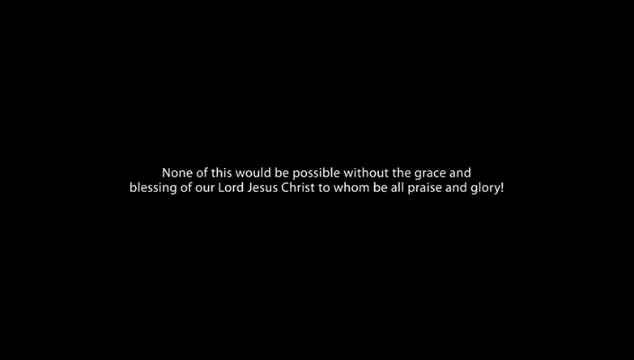 None of this would be possible without the grace and
blessing of our Lord Jesus Christ to whom be all praise and glory!